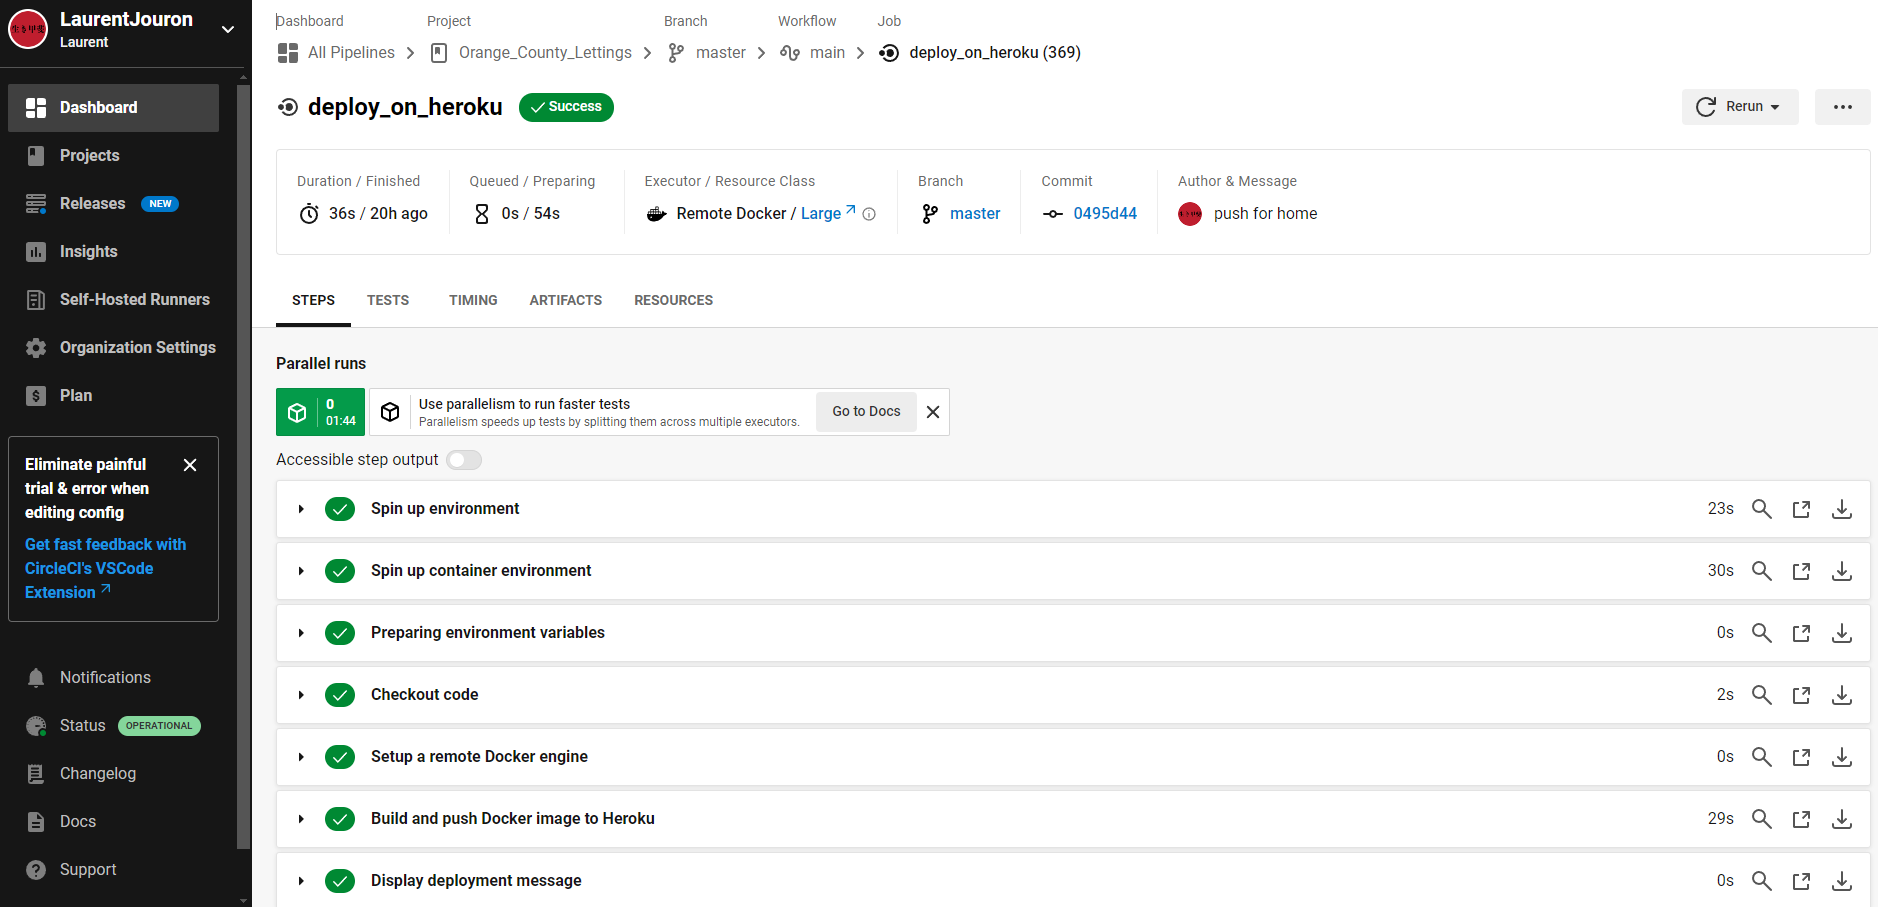 LaurentJouron
Laurent
Dashboard
Projects
Releases NEW
Insights
Self-Hosted Runners
Organization Settings
Plan
Eliminate painful
trial & error when
editing config
Get fast feedback with
CircleCI's VSCode
Extension
Notifications
Status OPERATIONAL
Changelog
Docs
Support
Dashboard Project Branch Workflow Job
All Pipelines Orange_County_Lettings master main deploy_on_heroku (369)
deploy_on_heroku Success
Rerun
Duration / Finished Queued / Preparing Executor / Resource Class Branch Commit Author & Message
36s / 20h ago 0s / 54s Remote Docker / Large master 0495d44 push for home
STEPS TESTS TIMING ARTIFACTS RESOURCES
Parallel runs
0
01:44
Use parallelism to run faster tests
Parallelism speeds up tests by splitting them across multiple executors.
Go to Docs
Accessible step output
Spin up environment 23s
Spin up container environment 30s
Preparing environment variables 0s
Checkout code 2s
Setup a remote Docker engine 0s
Build and push Docker image to Heroku 29s
Display deployment message 0s